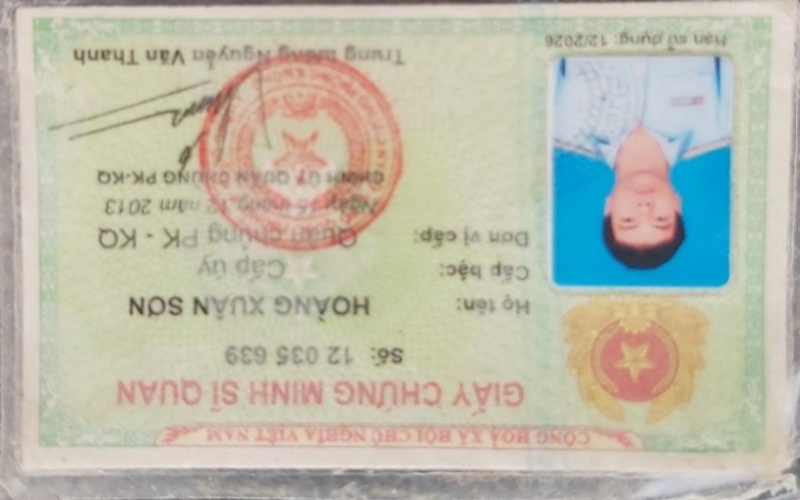 CỘNG HOÀ XÃ HỘI CHỦ NGHĨA VIỆT NAM
GIẤY CHỨNG MINH SĨ QUAN
Số: 12 035 639
Họ tên: HOÀNG XUÂN SƠN
Cấp bậc: Cấp úy
Đơn vị cấp: Quân chủng PK - KQ
Ngày 16 tháng 12 năm 2013
CHÍNH ỦY QUÂN CHỦNG PK-KQ
Trung tướng Nguyễn Văn Thanh
Hạn sử dụng: 12/2026